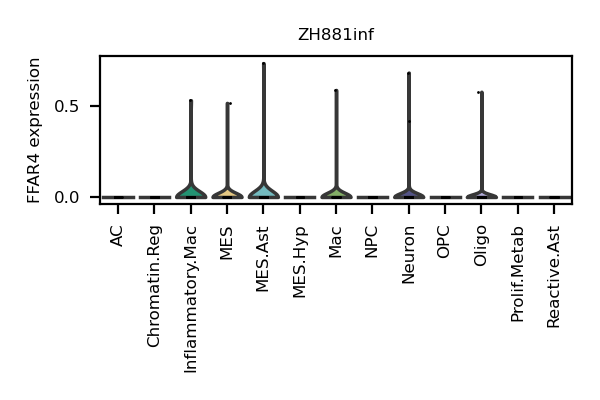 ZH881inf
FFAR4 expression
0.5
0.0
AC
Chromatin.Reg
Inflammatory.Mac
MES
MES.Ast
MES.Hyp
Mac
NPC
Neuron
OPC
Oligo
Prolif.Metab
Reactive.Ast